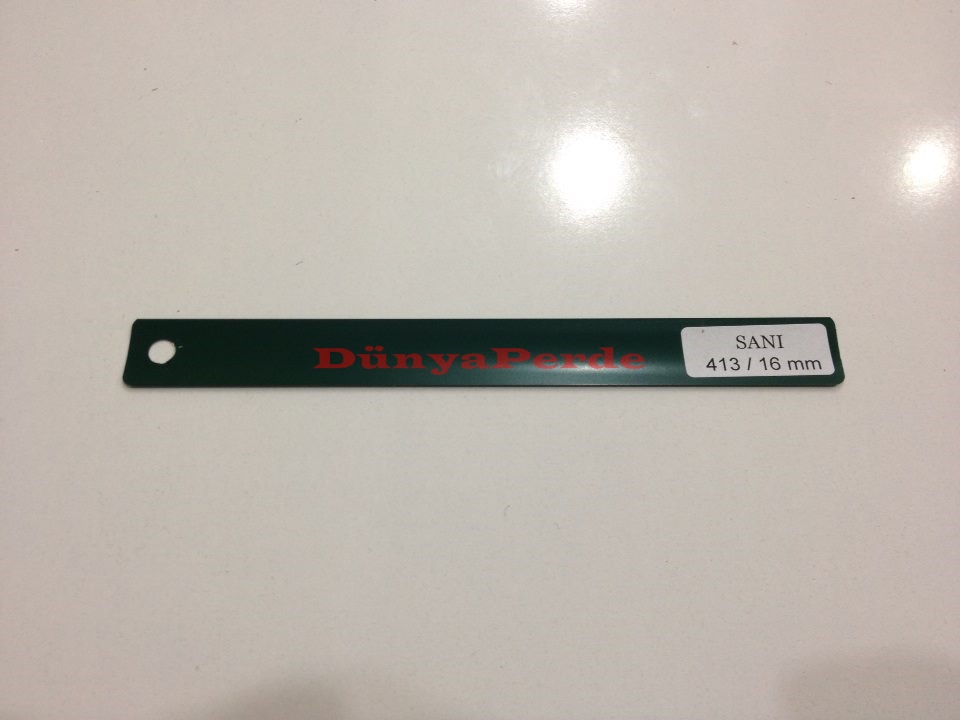 DünyaPerde
SANI
413 / 16 mm